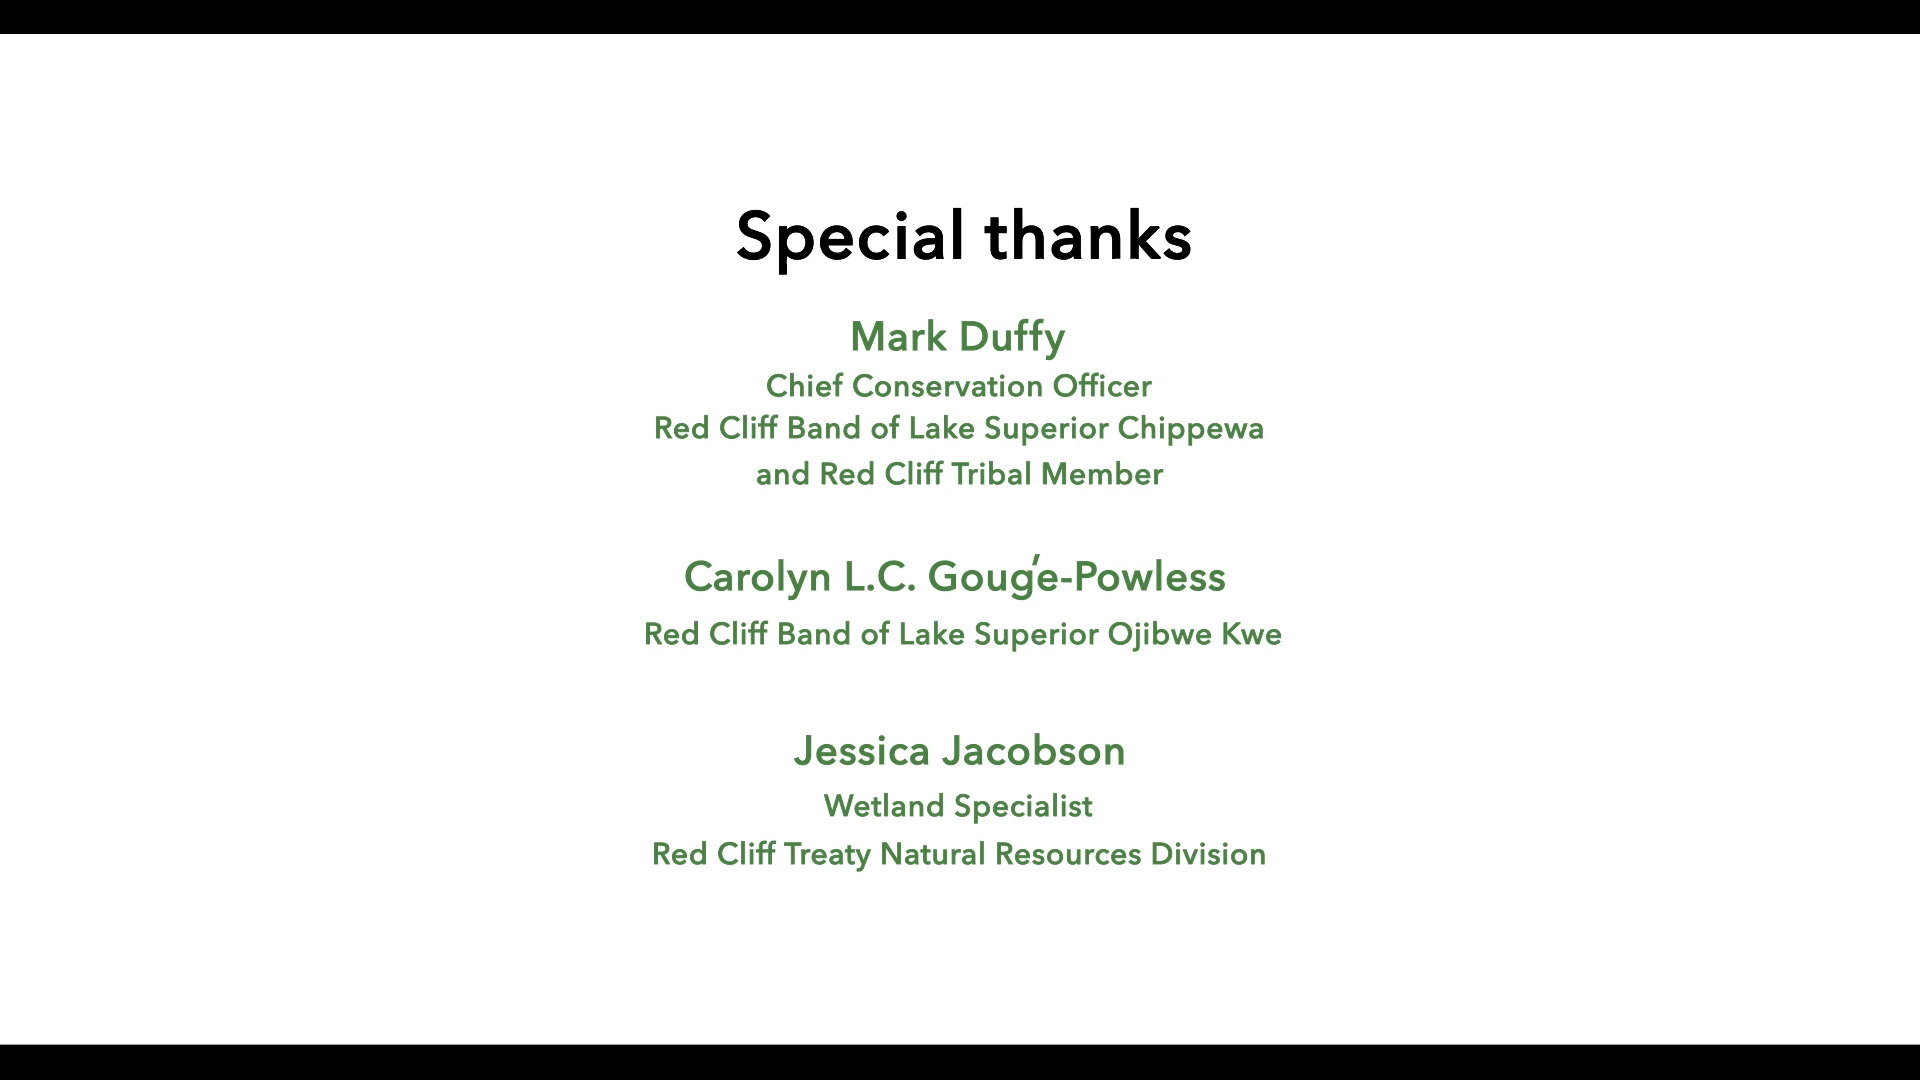 Special thanks
Mark Duffy
Chief Conservation Officer
Red Cliff Band of Lake Superior Chippewa
and Red Cliff Tribal Member
Carolyn L.C. Gouǵe-Powless
Red Cliff Band of Lake Superior Ojibwe Kwe
Jessica Jacobson
Wetland Specialist
Red Cliff Treaty Natural Resources Division